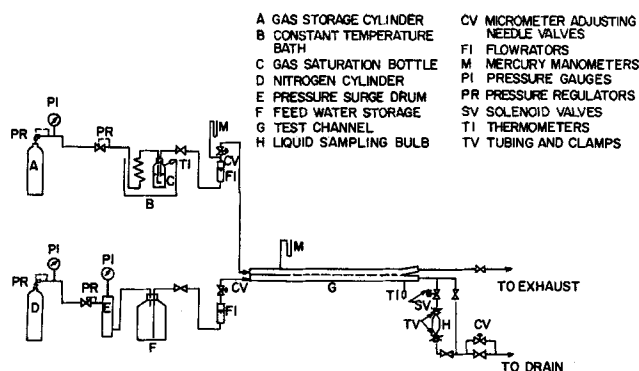 A GAS STORAGE CYLINDER
B CONSTANT TEMPERATURE
BATH
C GAS SATURATION BOTTLE
D NITROGEN CYLINDER
E PRESSURE SURGE DRUM
F FEED WATER STORAGE
G TEST CHANNEL
H LIQUID SAMPLING BULB
CV MICROMETER ADJUSTING
NEEDLE VALVES
FI FLOWRATORS
M MERCURY MANOMETERS
PI PRESSURE GAUGES
PR PRESSURE REGULATORS
SV SOLENOID VALVES
TI THERMOMETERS
TV TUBING AND CLAMPS
PI
PR
PR
M
A
TI
C
CV
FI
B
PI
PI
M
PR
PR
CV
G
TI
TO EXHAUST
D
E
F
FI
SV
TV
H
CV
TO DRAIN